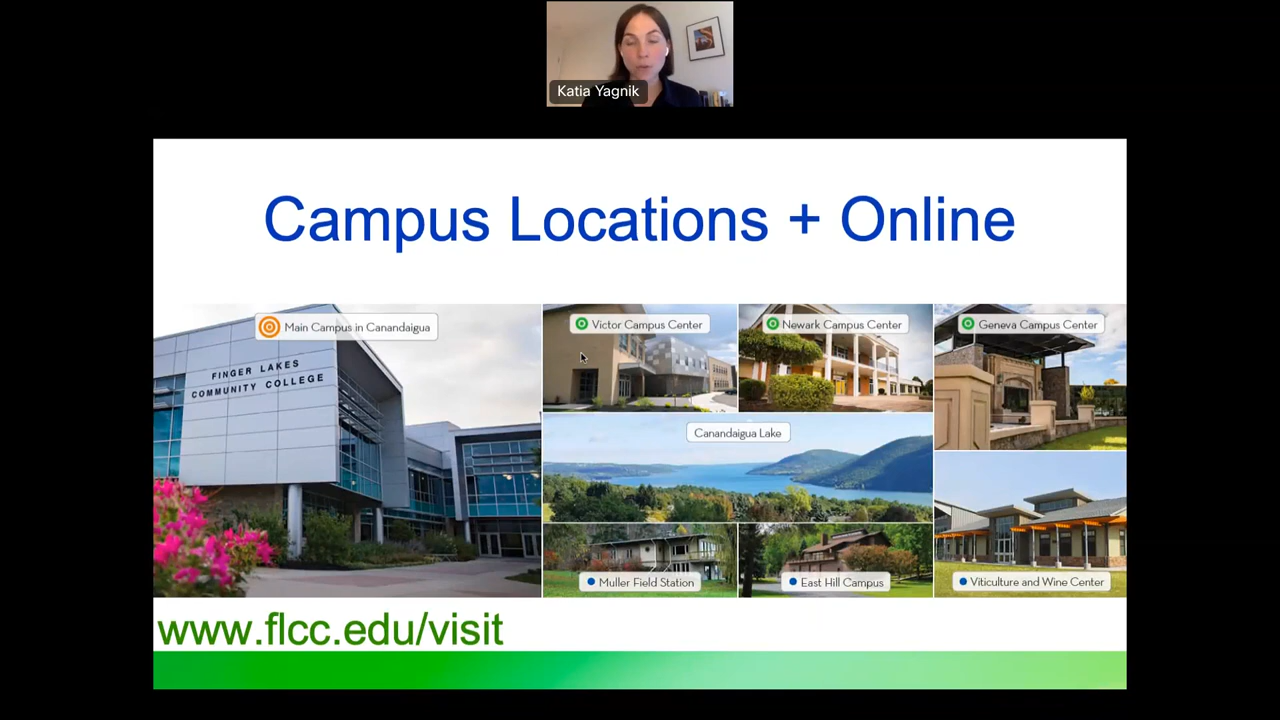 Katia Yagnik
Campus Locations + Online
Main Campus in Canandaigua
FINGER LAKES
COMMUNITY COLLEGE
Victor Campus Center
Newark Campus Center
Geneva Campus Center
Canandaigua Lake
Muller Field Station
East Hill Campus
Viticulture and Wine Center
www.flcc.edu/visit